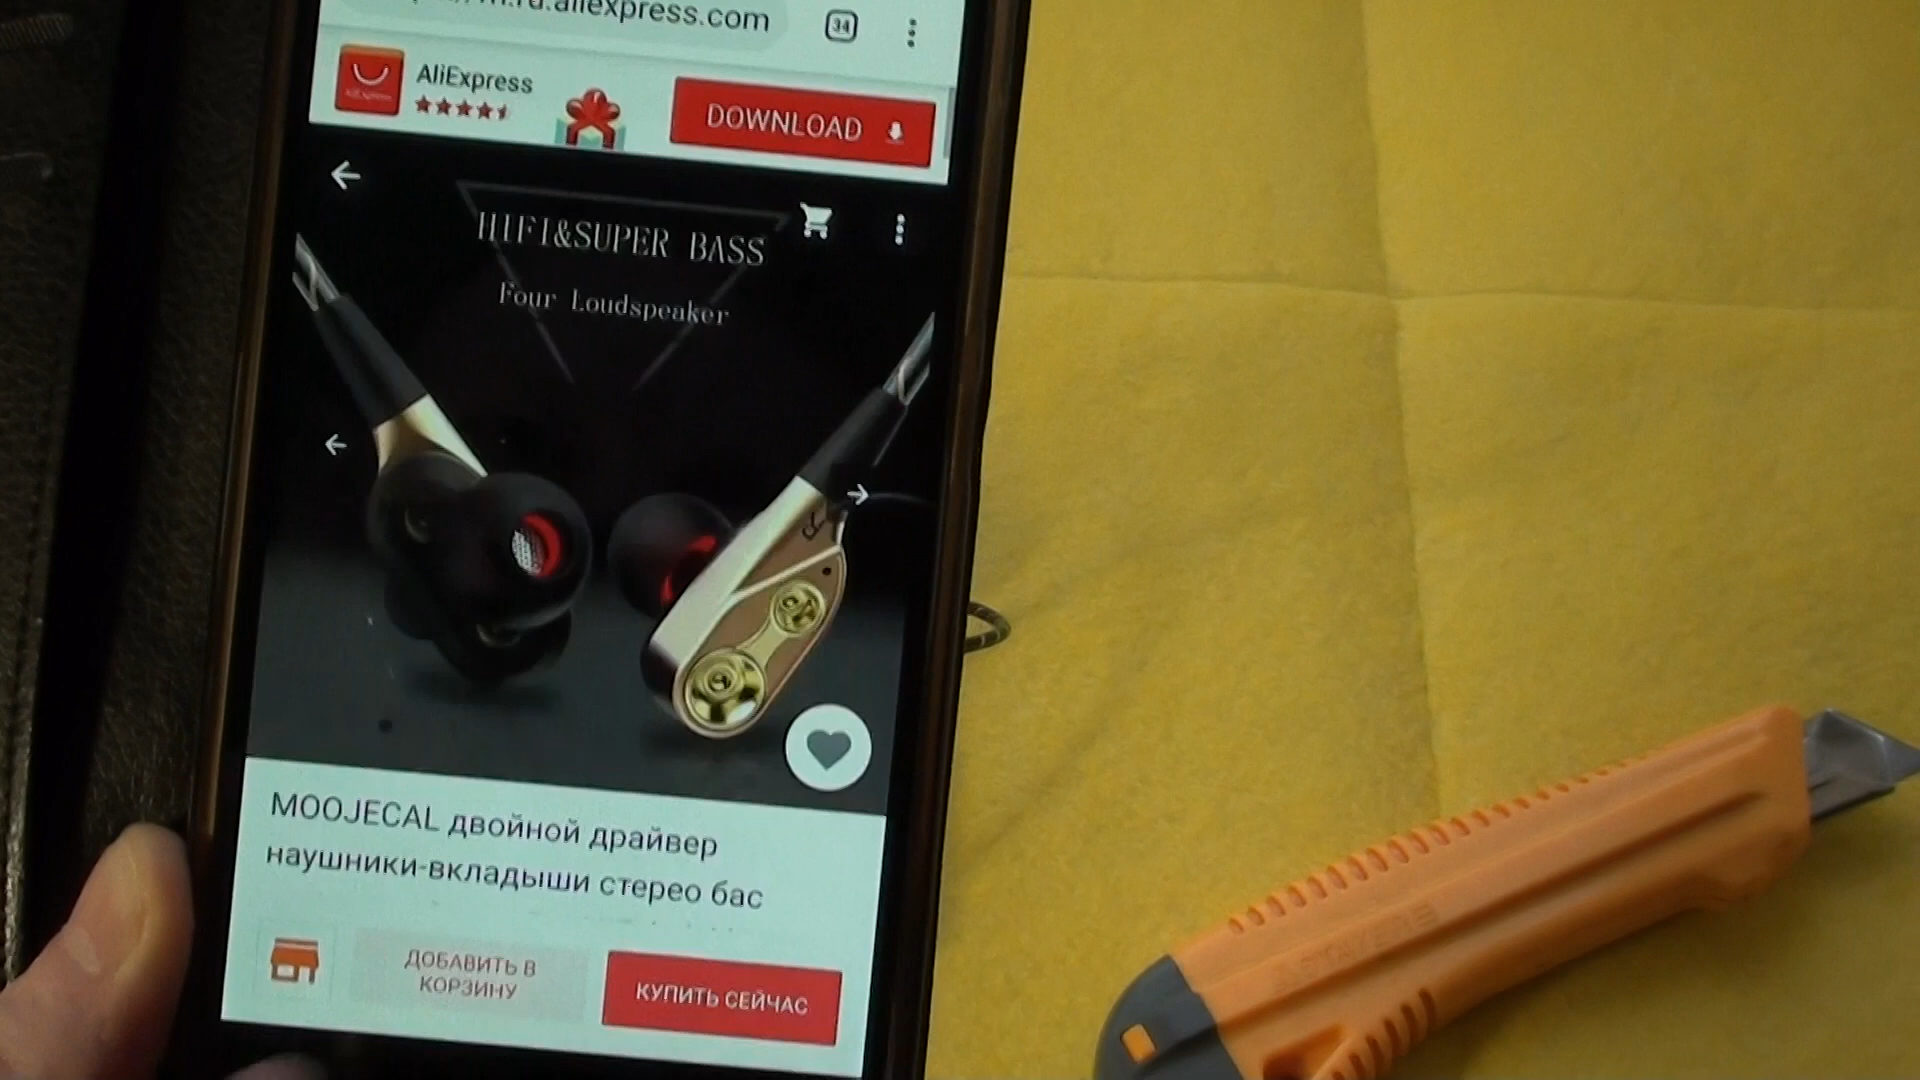 m.ru.aliexpress.com
34
AliExpress
DOWNLOAD
HIFI&SUPER BASS
Four Loudspeaker
MOOJECAL двойной драйвер
наушники-вкладыши стерео бас
ДОБАВИТЬ В
КОРЗИНУ
КУПИТЬ СЕЙЧАС